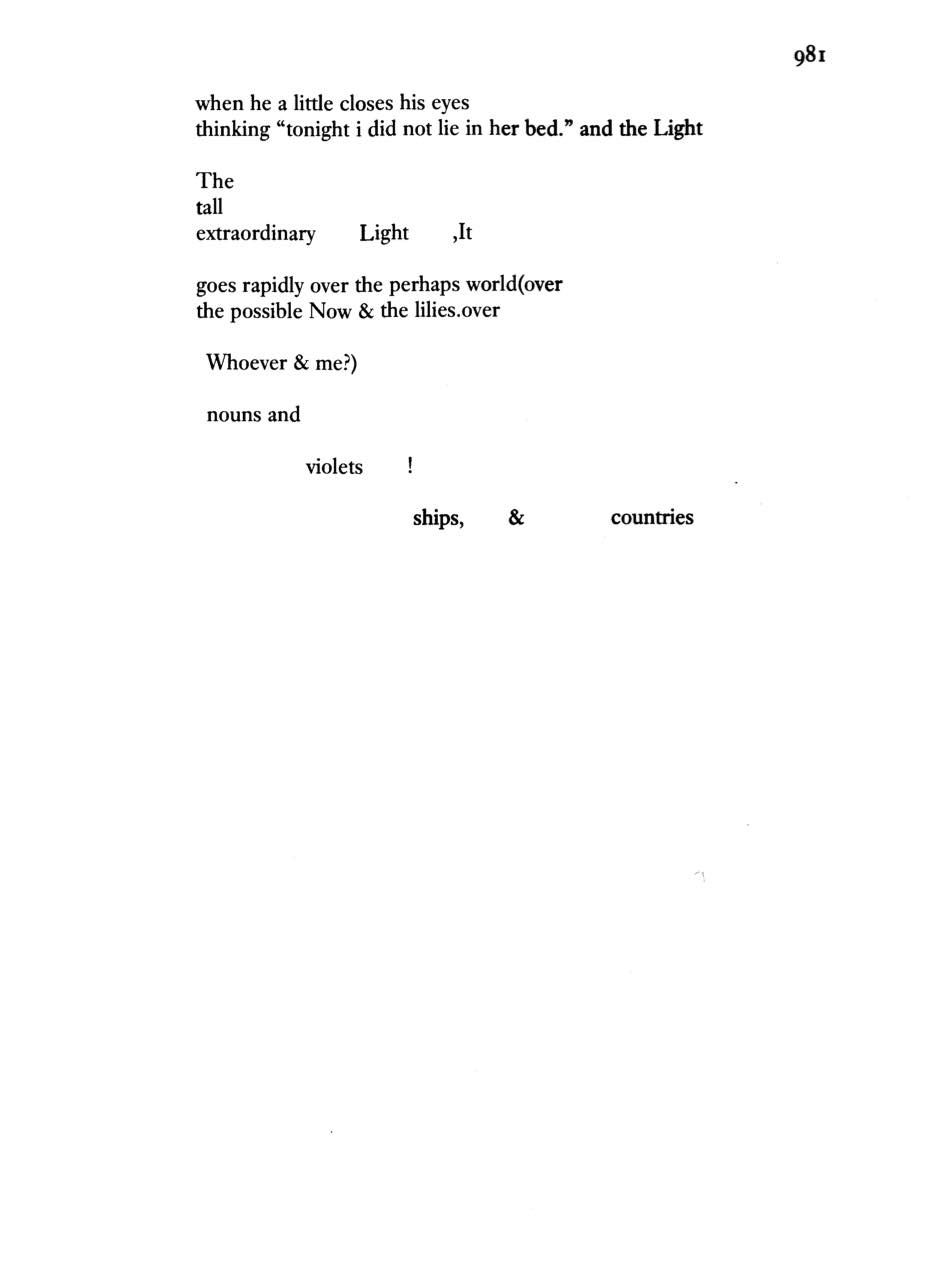 981
when he a little closes his eyes
thinking “tonight i did not lie in her bed.” and the Light
The
tall
extraordinary Light ,It
goes rapidly over the perhaps world(over
the possible Now & the lilies.over
Whoever & me?)
nouns and
violets !
ships, & countries